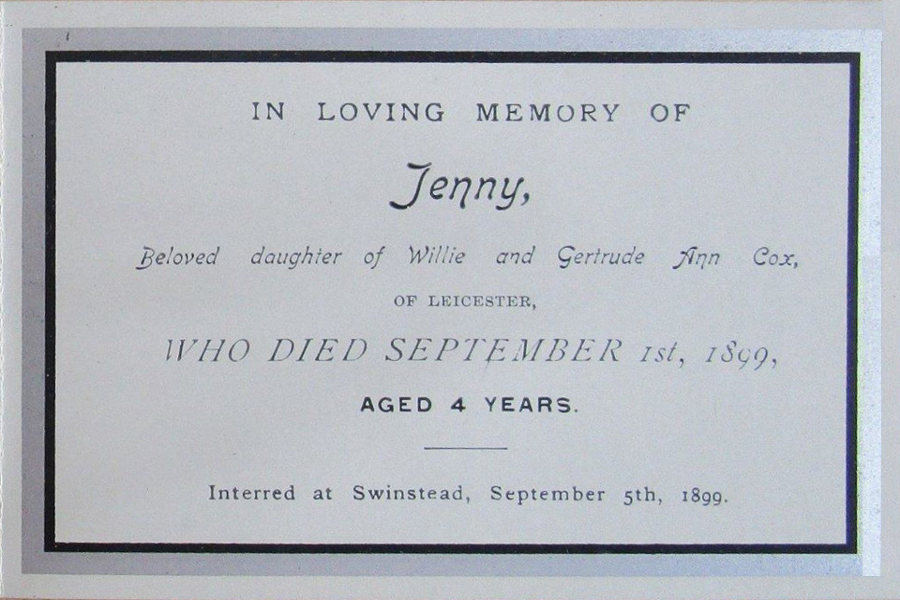 IN LOVING MEMORY OF
Jenny,
Beloved daughter of Willie and Gertrude Ann Cox,
OF LEICESTER,
WHO DIED SEPTEMBER 1st, 1899,
AGED 4 YEARS.
Interred at Swinstead, September 5th, 1899.